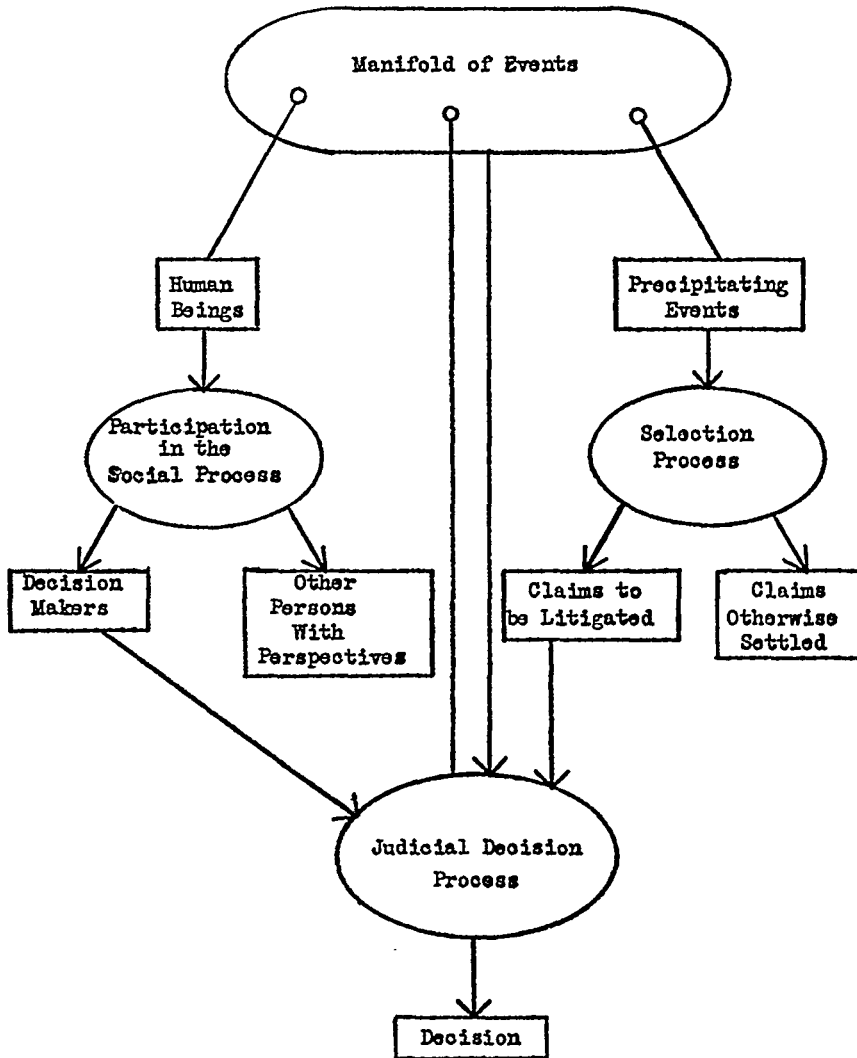 Manifold of Events
Human
Beings
Precipitating
Events
Participation
in the
Social Process
Selection
Process
Decision
Makers
Other
Persons
With
Perspectives
Claims to
be Litigated
Claims
Otherwise
Settled
Judicial Decision
Process
Decision